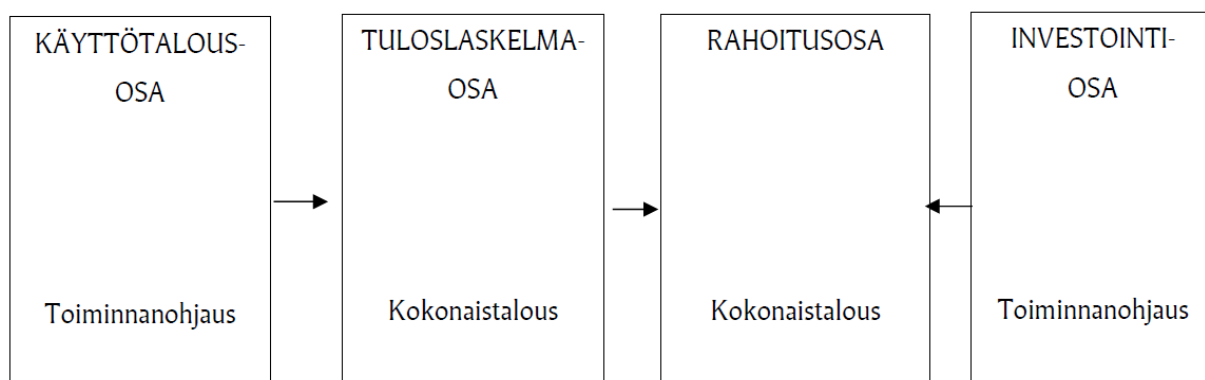 KÄYTTÖTALOUS-
OSA
Toiminnanohjaus
TULOSLASKELMA-
OSA
Kokonaistalous
RAHOITUSOSA
Kokonaistalous
INVESTOINTI-
OSA
Toiminnanohjaus